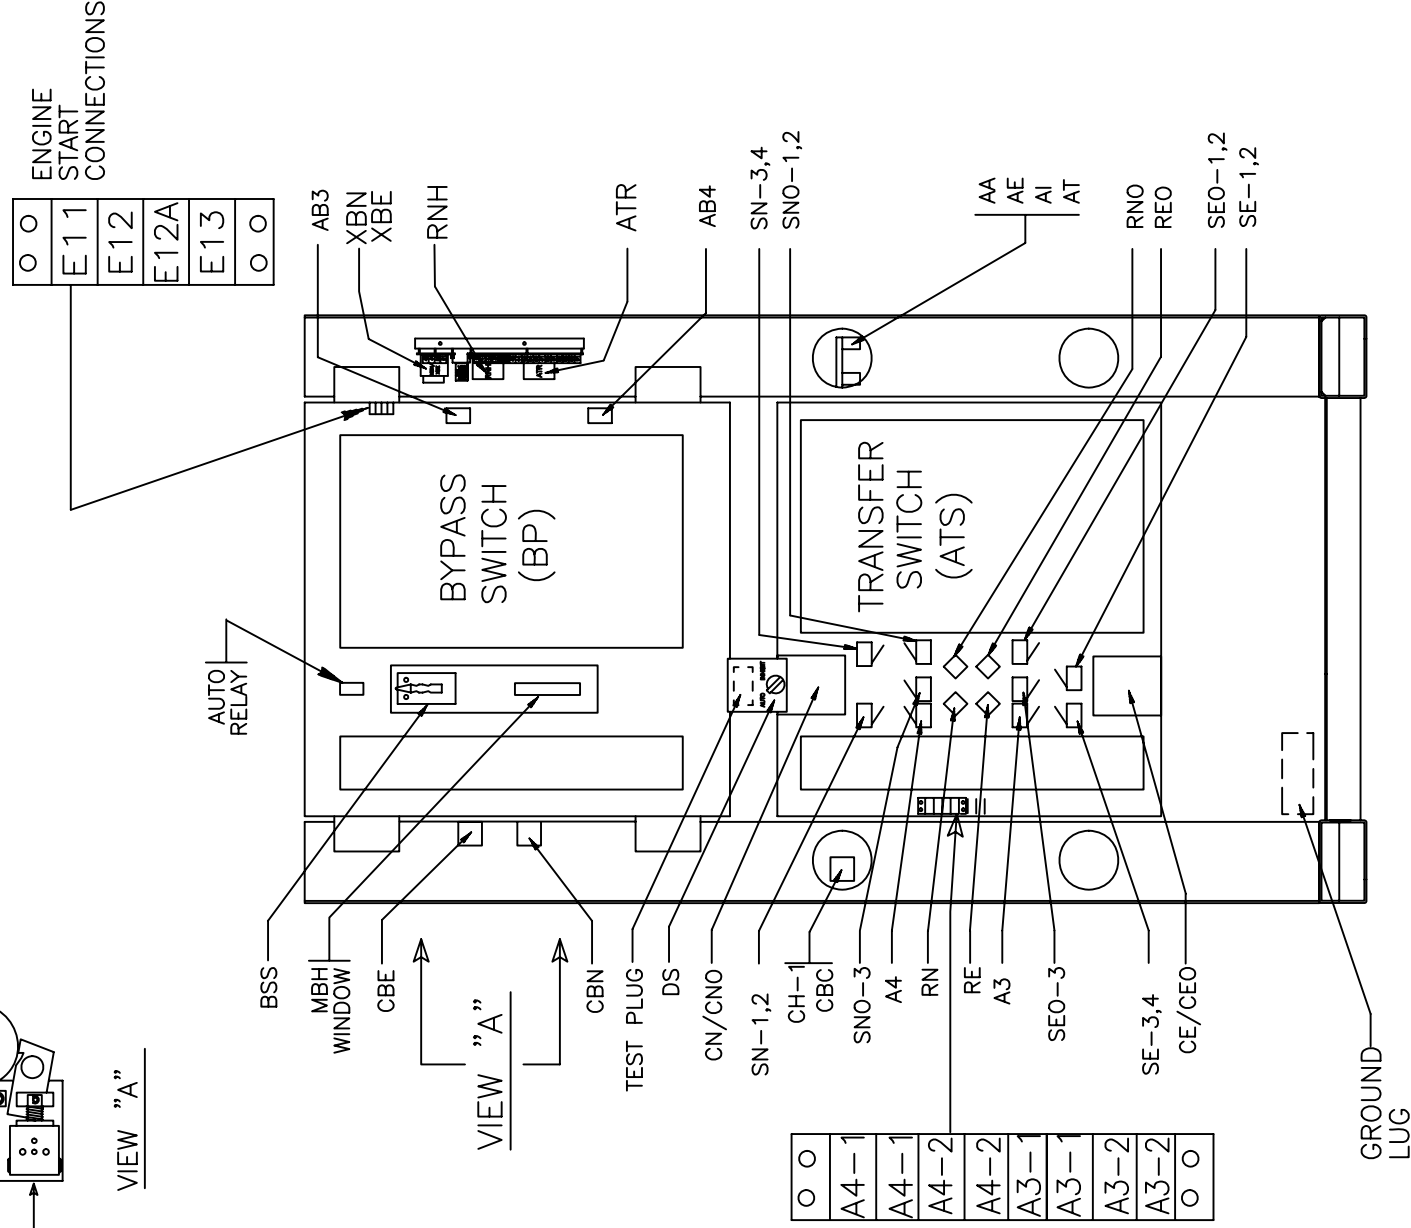 ENGINE
START
CONNECTIONS
E11
E12
E12A
E13
AB3
XBN
XBE
RNH
ATR
AB4
SN-3,4
SNO-1,2
AA
AE
AI
AT
RNO
REO
SEO-1,2
SE-1,2
ATR
BYPASS
SWITCH
(BP)
TRANSFER
SWITCH
(ATS)
AUTO
RELAY
AUTO
INHIBIT
BSS
MBH
WINDOW
CBE
CBN
TEST PLUG
DS
CN/CNO
SN-1,2
CH-1
CBC
SNO-3
A4
RN
RE
A3
SEO-3
SE-3,4
CE/CEO
GROUND
LUG
VIEW "A"
VIEW "A"
A4-1
A4-1
A4-2
A4-2
A3-1
A3-1
A3-2
A3-2